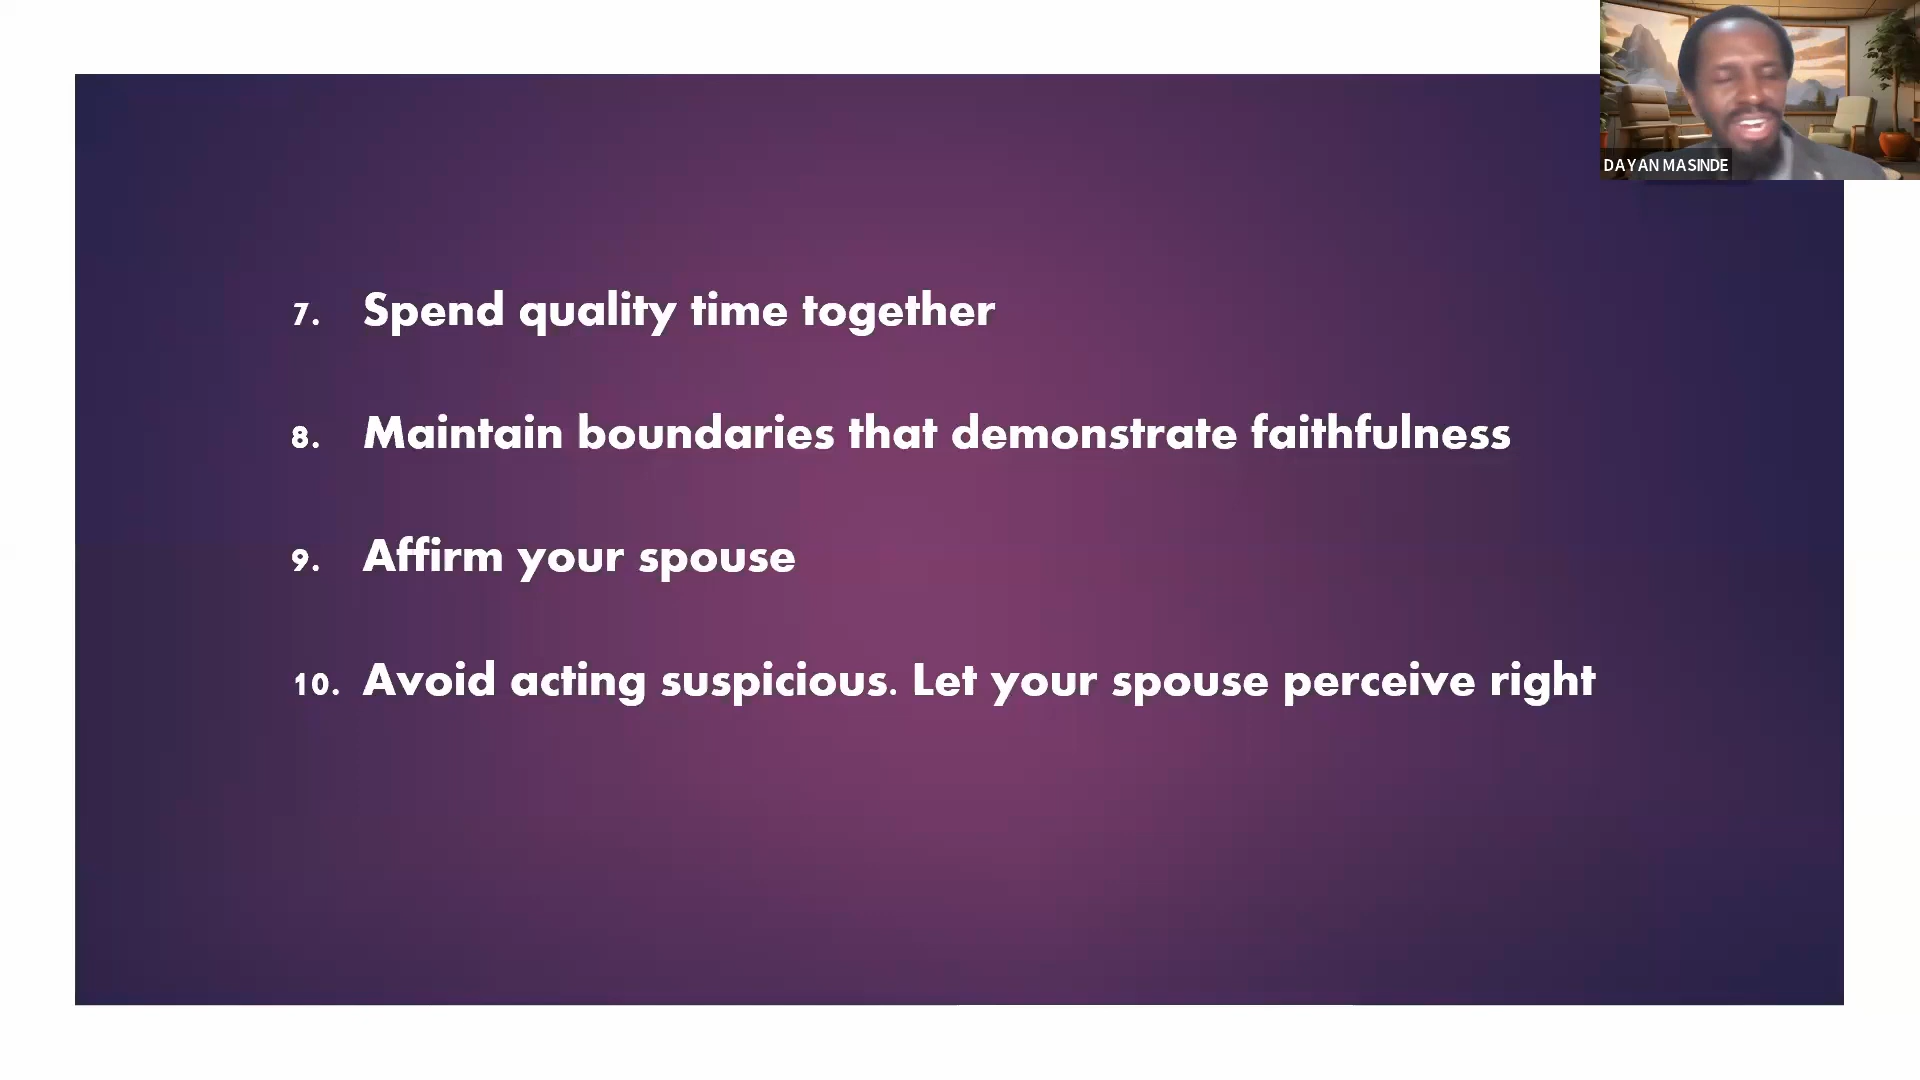 DAYAN MASINDE
7. Spend quality time together
8. Maintain boundaries that demonstrate faithfulness
9. Affirm your spouse
10. Avoid acting suspicious. Let your spouse perceive right